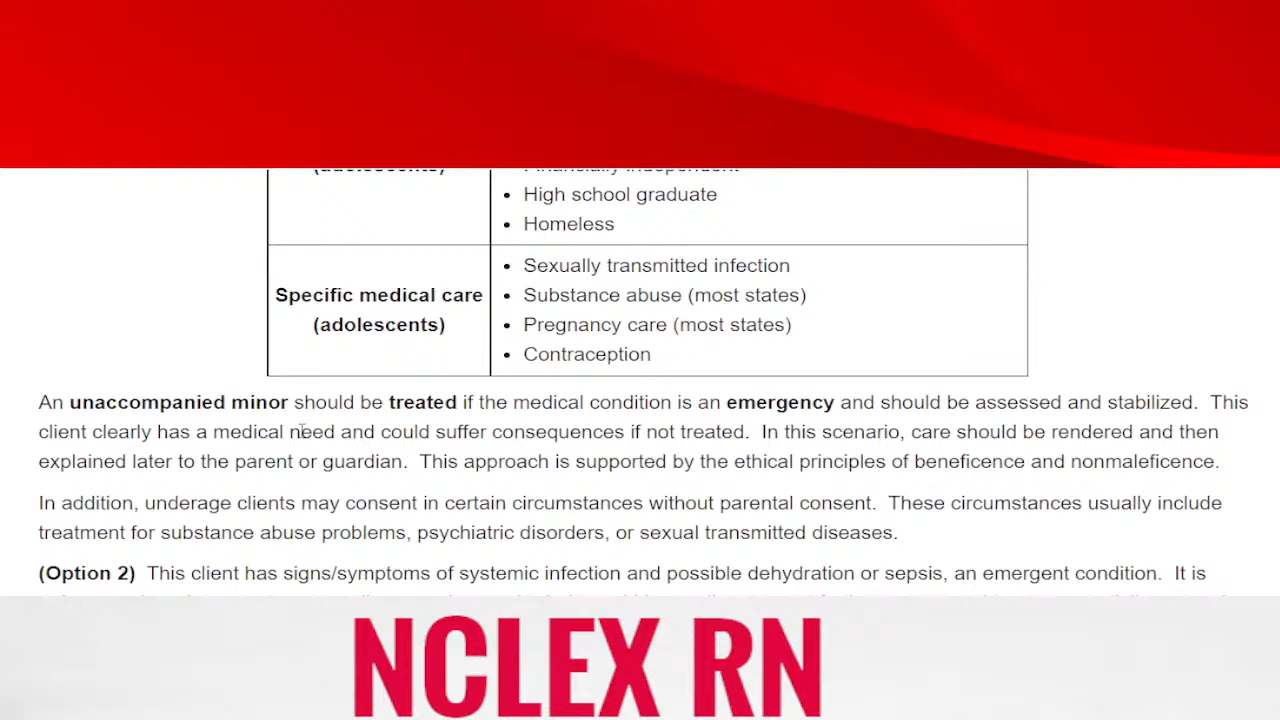 High school graduate
Homeless
Specific medical care
(adolescents)
Sexually transmitted infection
Substance abuse (most states)
Pregnancy care (most states)
Contraception
An unaccompanied minor should be treated if the medical condition is an emergency and should be assessed and stabilized. This
client clearly has a medical need and could suffer consequences if not treated. In this scenario, care should be rendered and then
explained later to the parent or guardian. This approach is supported by the ethical principles of beneficence and nonmaleficence.
In addition, underage clients may consent in certain circumstances without parental consent. These circumstances usually include
treatment for substance abuse problems, psychiatric disorders, or sexual transmitted diseases.
(Option 2) This client has signs/symptoms of systemic infection and possible dehydration or sepsis, an emergent condition. It is
NCLEX RN